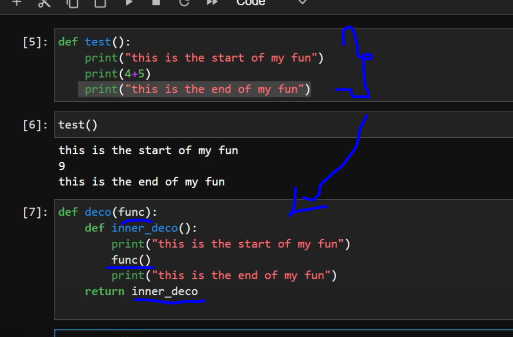 Code
[5]: def test():
print("this is the start of my fun")
print(4+5)
print("this is the end of my fun")
[6]: test()
this is the start of my fun
9
this is the end of my fun
[7]: def deco(func):
def inner_deco():
print("this is the start of my fun")
func()
print("this is the end of my fun")
return inner_deco